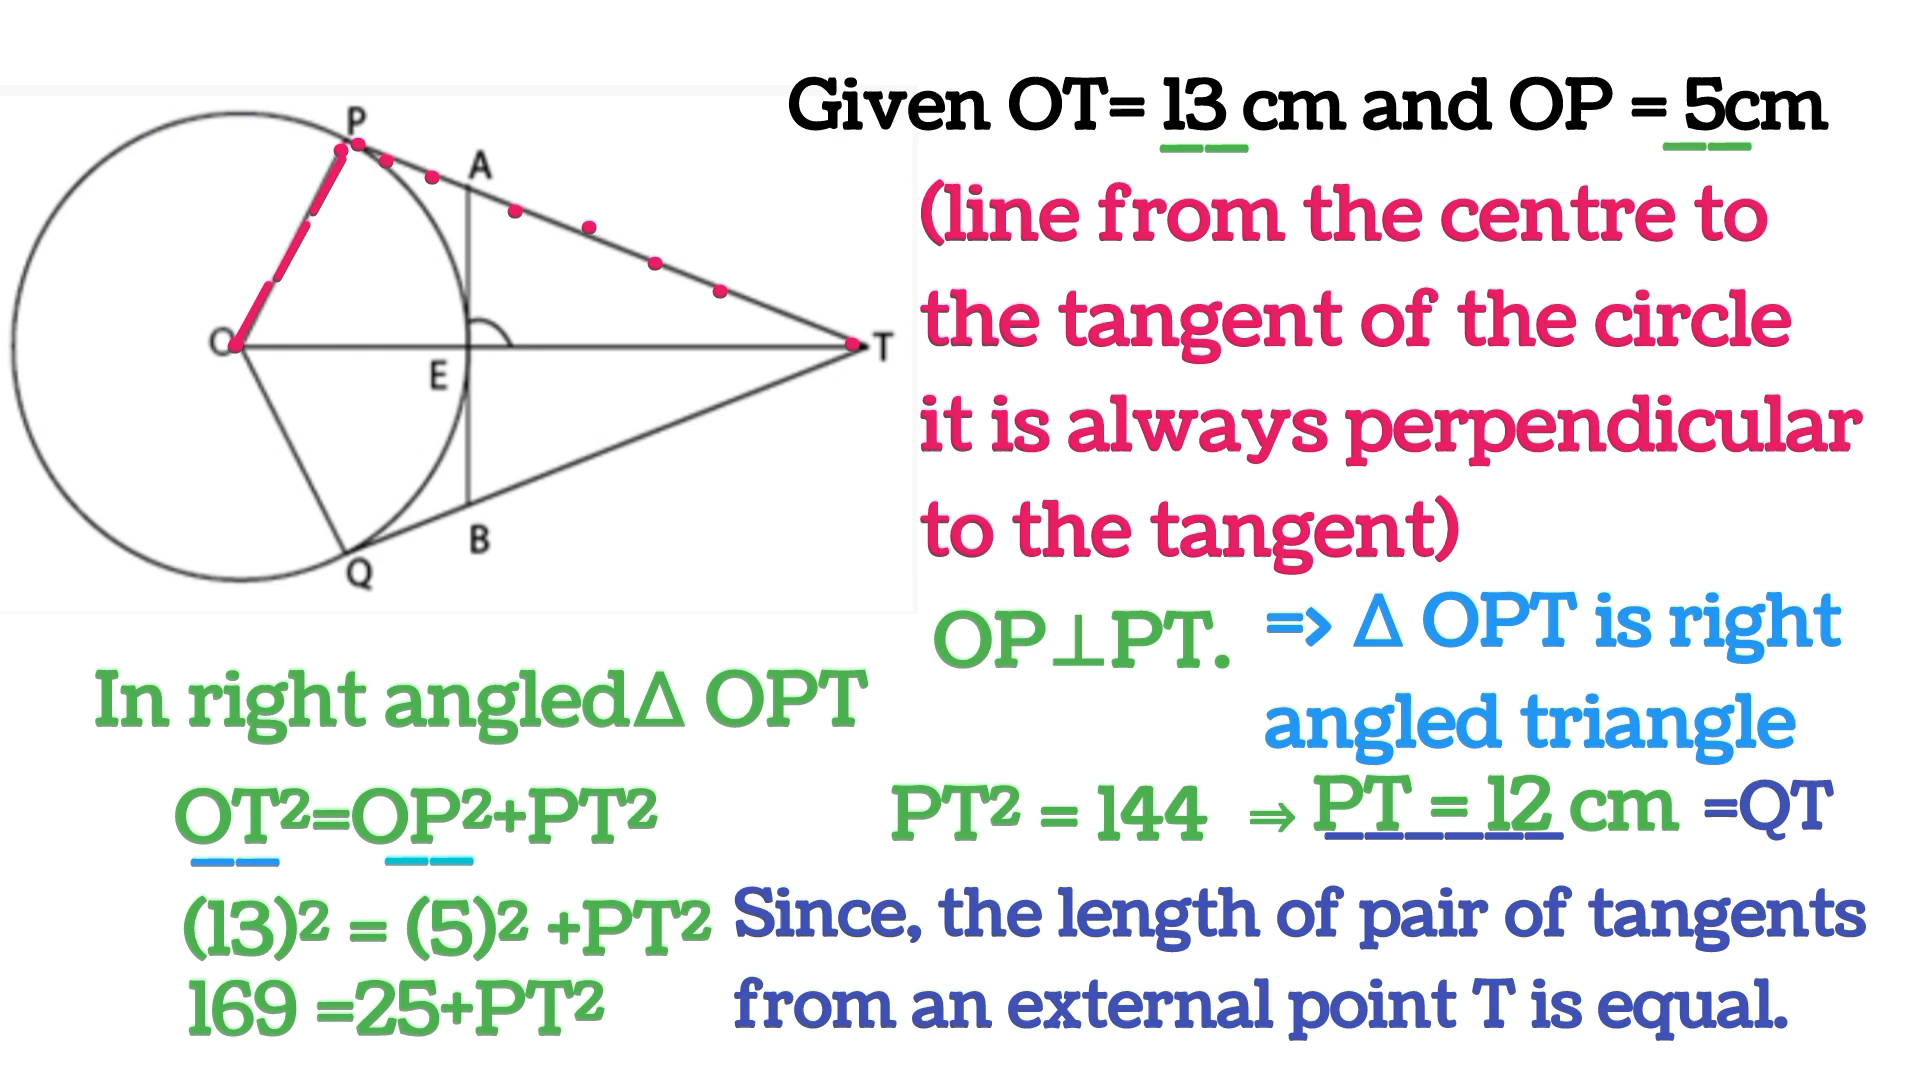 Given OT= 13 cm and OP = 5cm
(line from the centre to
the tangent of the circle
it is always perpendicular
to the tangent)
P
A
O
E
T
B
Q
OP⊥PT.
=> Δ OPT is right
angled triangle
In right angledΔ OPT
OT²=OP²+PT²
(13)² = (5)² +PT²
169 =25+PT²
PT² = 144 ⇒ PT = 12 cm =QT
Since, the length of pair of tangents
from an external point T is equal.